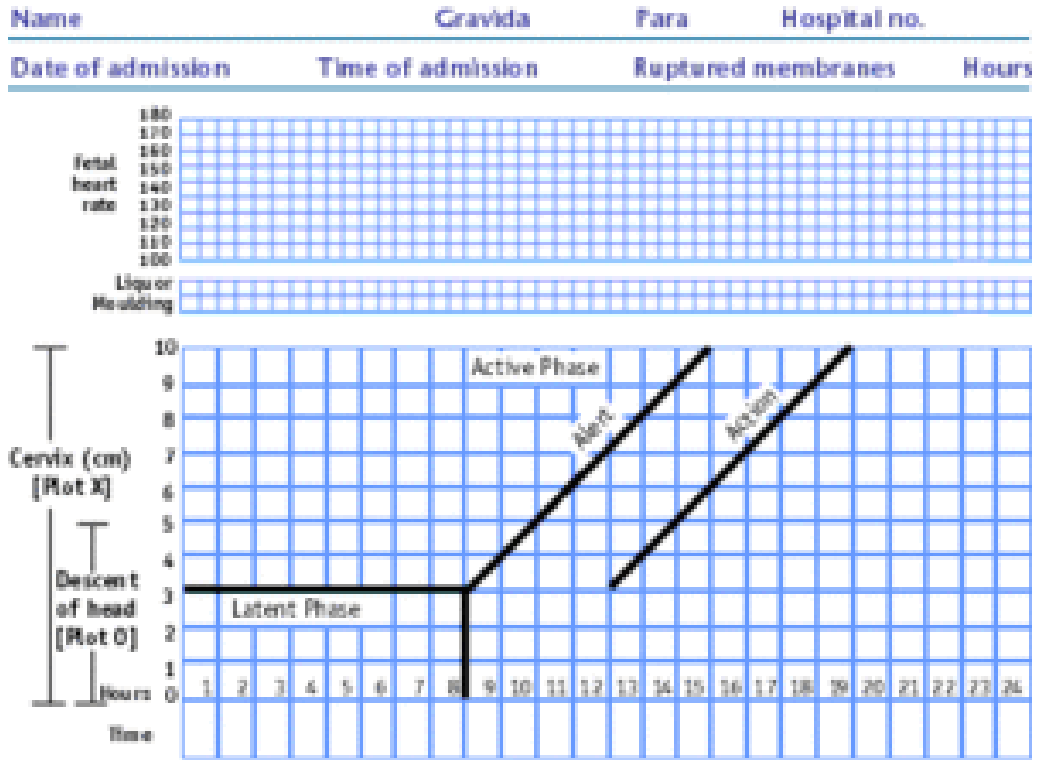 Name Gravida Para Hospital no.
Date of admission Time of admission Ruptured membranes Hours
Fetal
heart
rate
180
170
160
150
140
130
120
110
100
Liquor
Moulding
Cervix (cm)
[Plot X]
Descent
of head
[Plot O]
10
9
8
7
6
5
4
3
2
1
0
Active Phase
Alert
Action
Latent Phase
Hours 1 2 3 4 5 6 7 8 9 10 11 12 13 14 15 16 17 18 19 20 21 22 23 24
Time